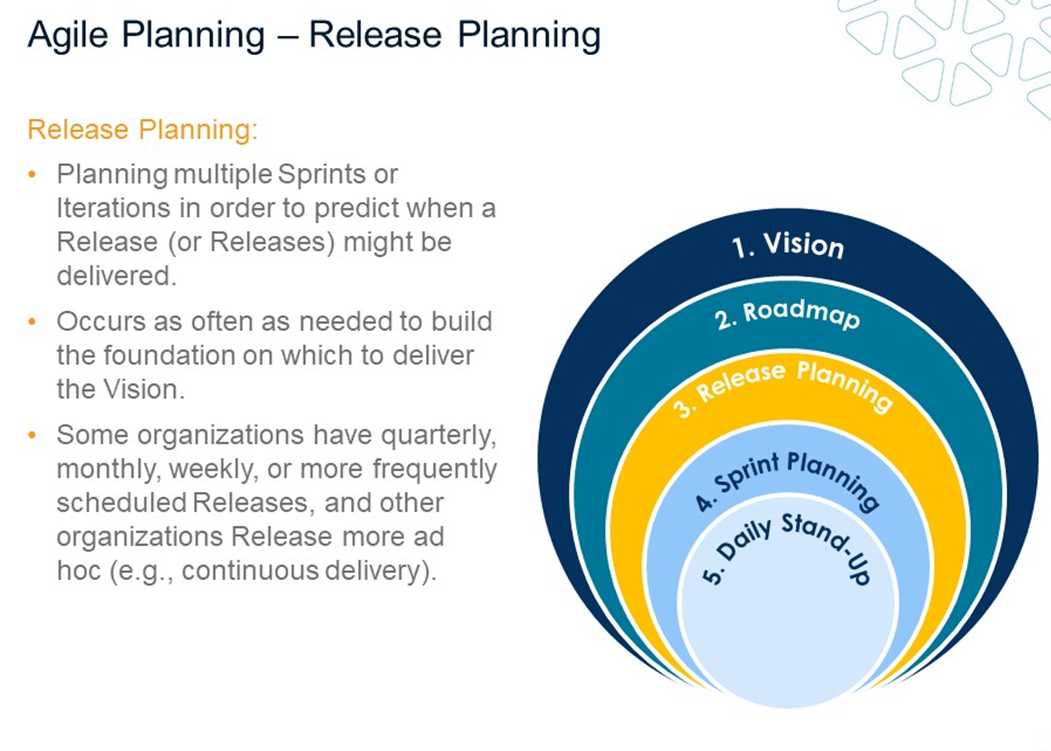 Agile Planning – Release Planning
Release Planning:
• Planning multiple Sprints or
Iterations in order to predict when a
Release (or Releases) might be
delivered.
• Occurs as often as needed to build
the foundation on which to deliver
the Vision.
• Some organizations have quarterly,
monthly, weekly, or more frequently
scheduled Releases, and other
organizations Release more ad
hoc (e.g., continuous delivery).
1. Vision
2. Roadmap
3. Release Planning
4. Sprint Planning
5. Daily Stand-Up